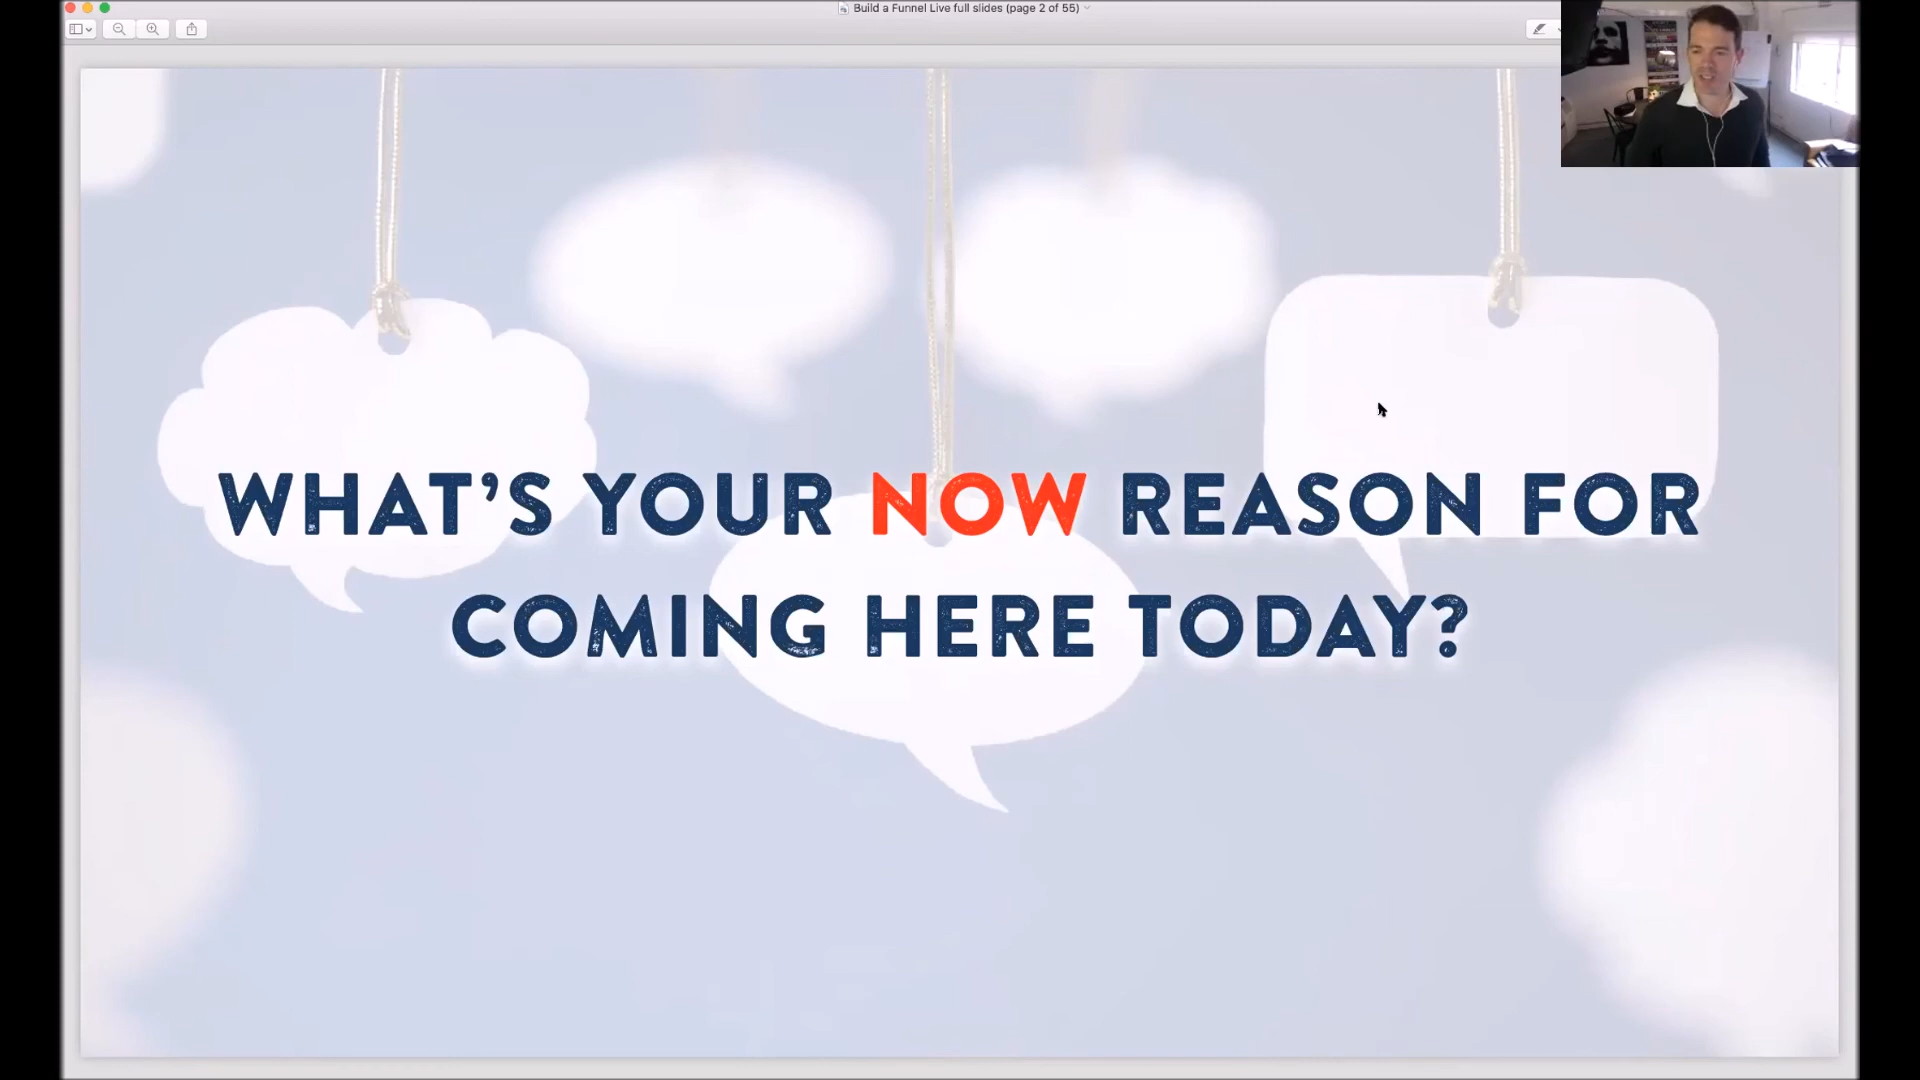 Build a Funnel Live full slides (page 2 of 55)
WHAT’S YOUR NOW REASON FOR
COMING HERE TODAY?